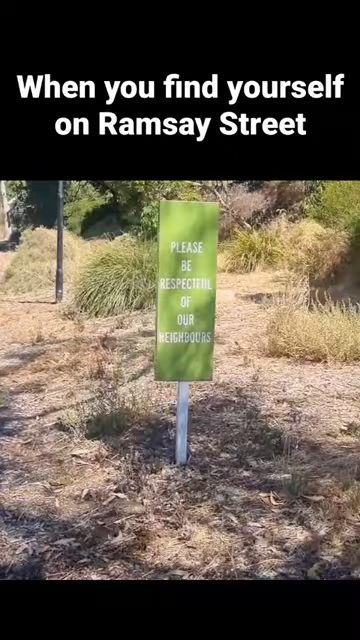 When you find yourself
on Ramsay Street
PLEASE
BE
RESPECTFUL
OF
OUR
NEIGHBOURS